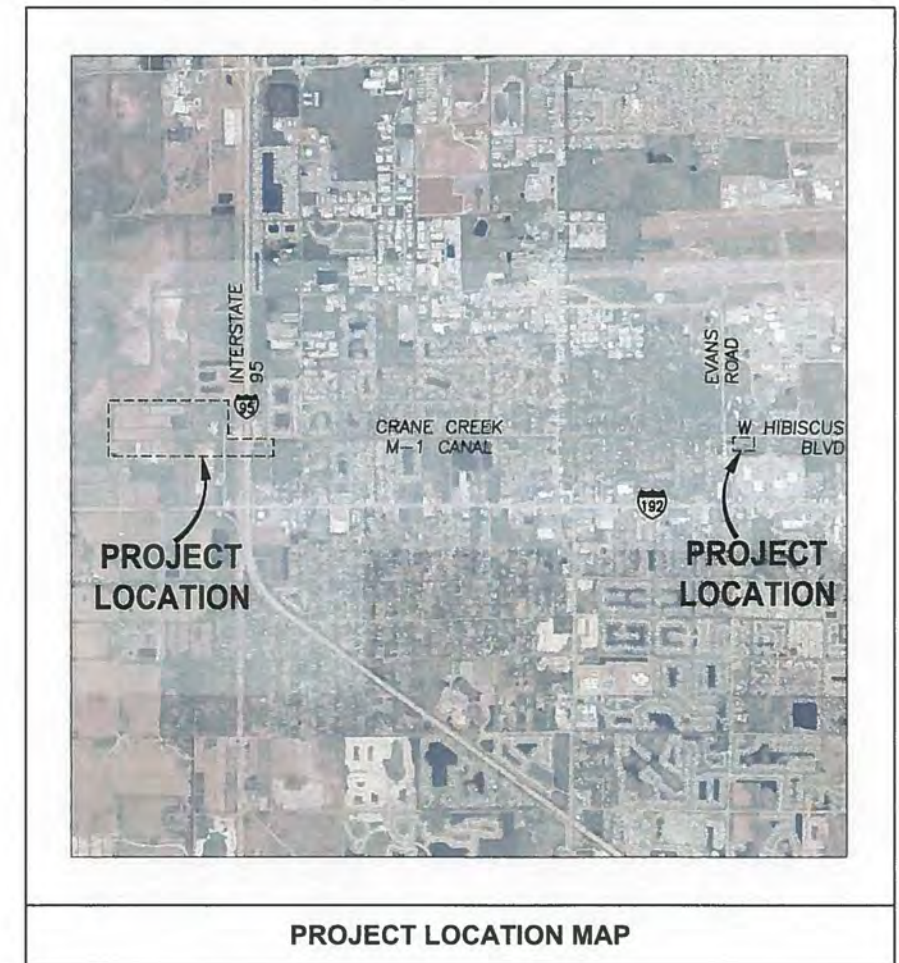 INTERSTATE
95
95
EVANS
ROAD
CRANE CREEK
M-1 CANAL
W HIBISCUS
BLVD
192
PROJECT
LOCATION
PROJECT
LOCATION
PROJECT LOCATION MAP